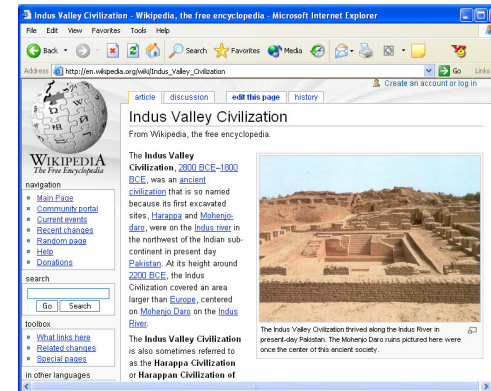 Indus Valley Civilization - Wikipedia, the free encyclopedia - Microsoft Internet Explorer
File Edit View Favorites Tools Help
Back Search Favorites Media
Address http://en.wikipedia.org/wiki/Indus_Valley_Civilization Go Links
Create an account or log in
article discussion edit this page history
WIKIPEDIA
The Free Encyclopedia
navigation
Main Page
Community portal
Current events
Recent changes
Random page
Help
Donations
search
Go Search
toolbox
What links here
Related changes
Special pages
in other languages
Indus Valley Civilization
From Wikipedia, the free encyclopedia.
The Indus Valley
Civilization, 2800 BCE–1800
BCE, was an ancient
civilization that is so named
because its first excavated
sites, Harappa and Mohenjo-
daro, were on the Indus river in
the northwest of the Indian sub-
continent in present day
Pakistan. At its height around
2200 BCE, the Indus
Civilization covered an area
larger than Europe, centered
on Mohenjo Daro on the Indus
River.
The Indus Valley Civilization
is also sometimes referred to
as the Harappa Civilization
or Harappan Civilization of
The Indus Valley Civilization thrived along the Indus River in
present-day Pakistan. The Mohenjo Daro ruins pictured here were
once the center of this ancient society.